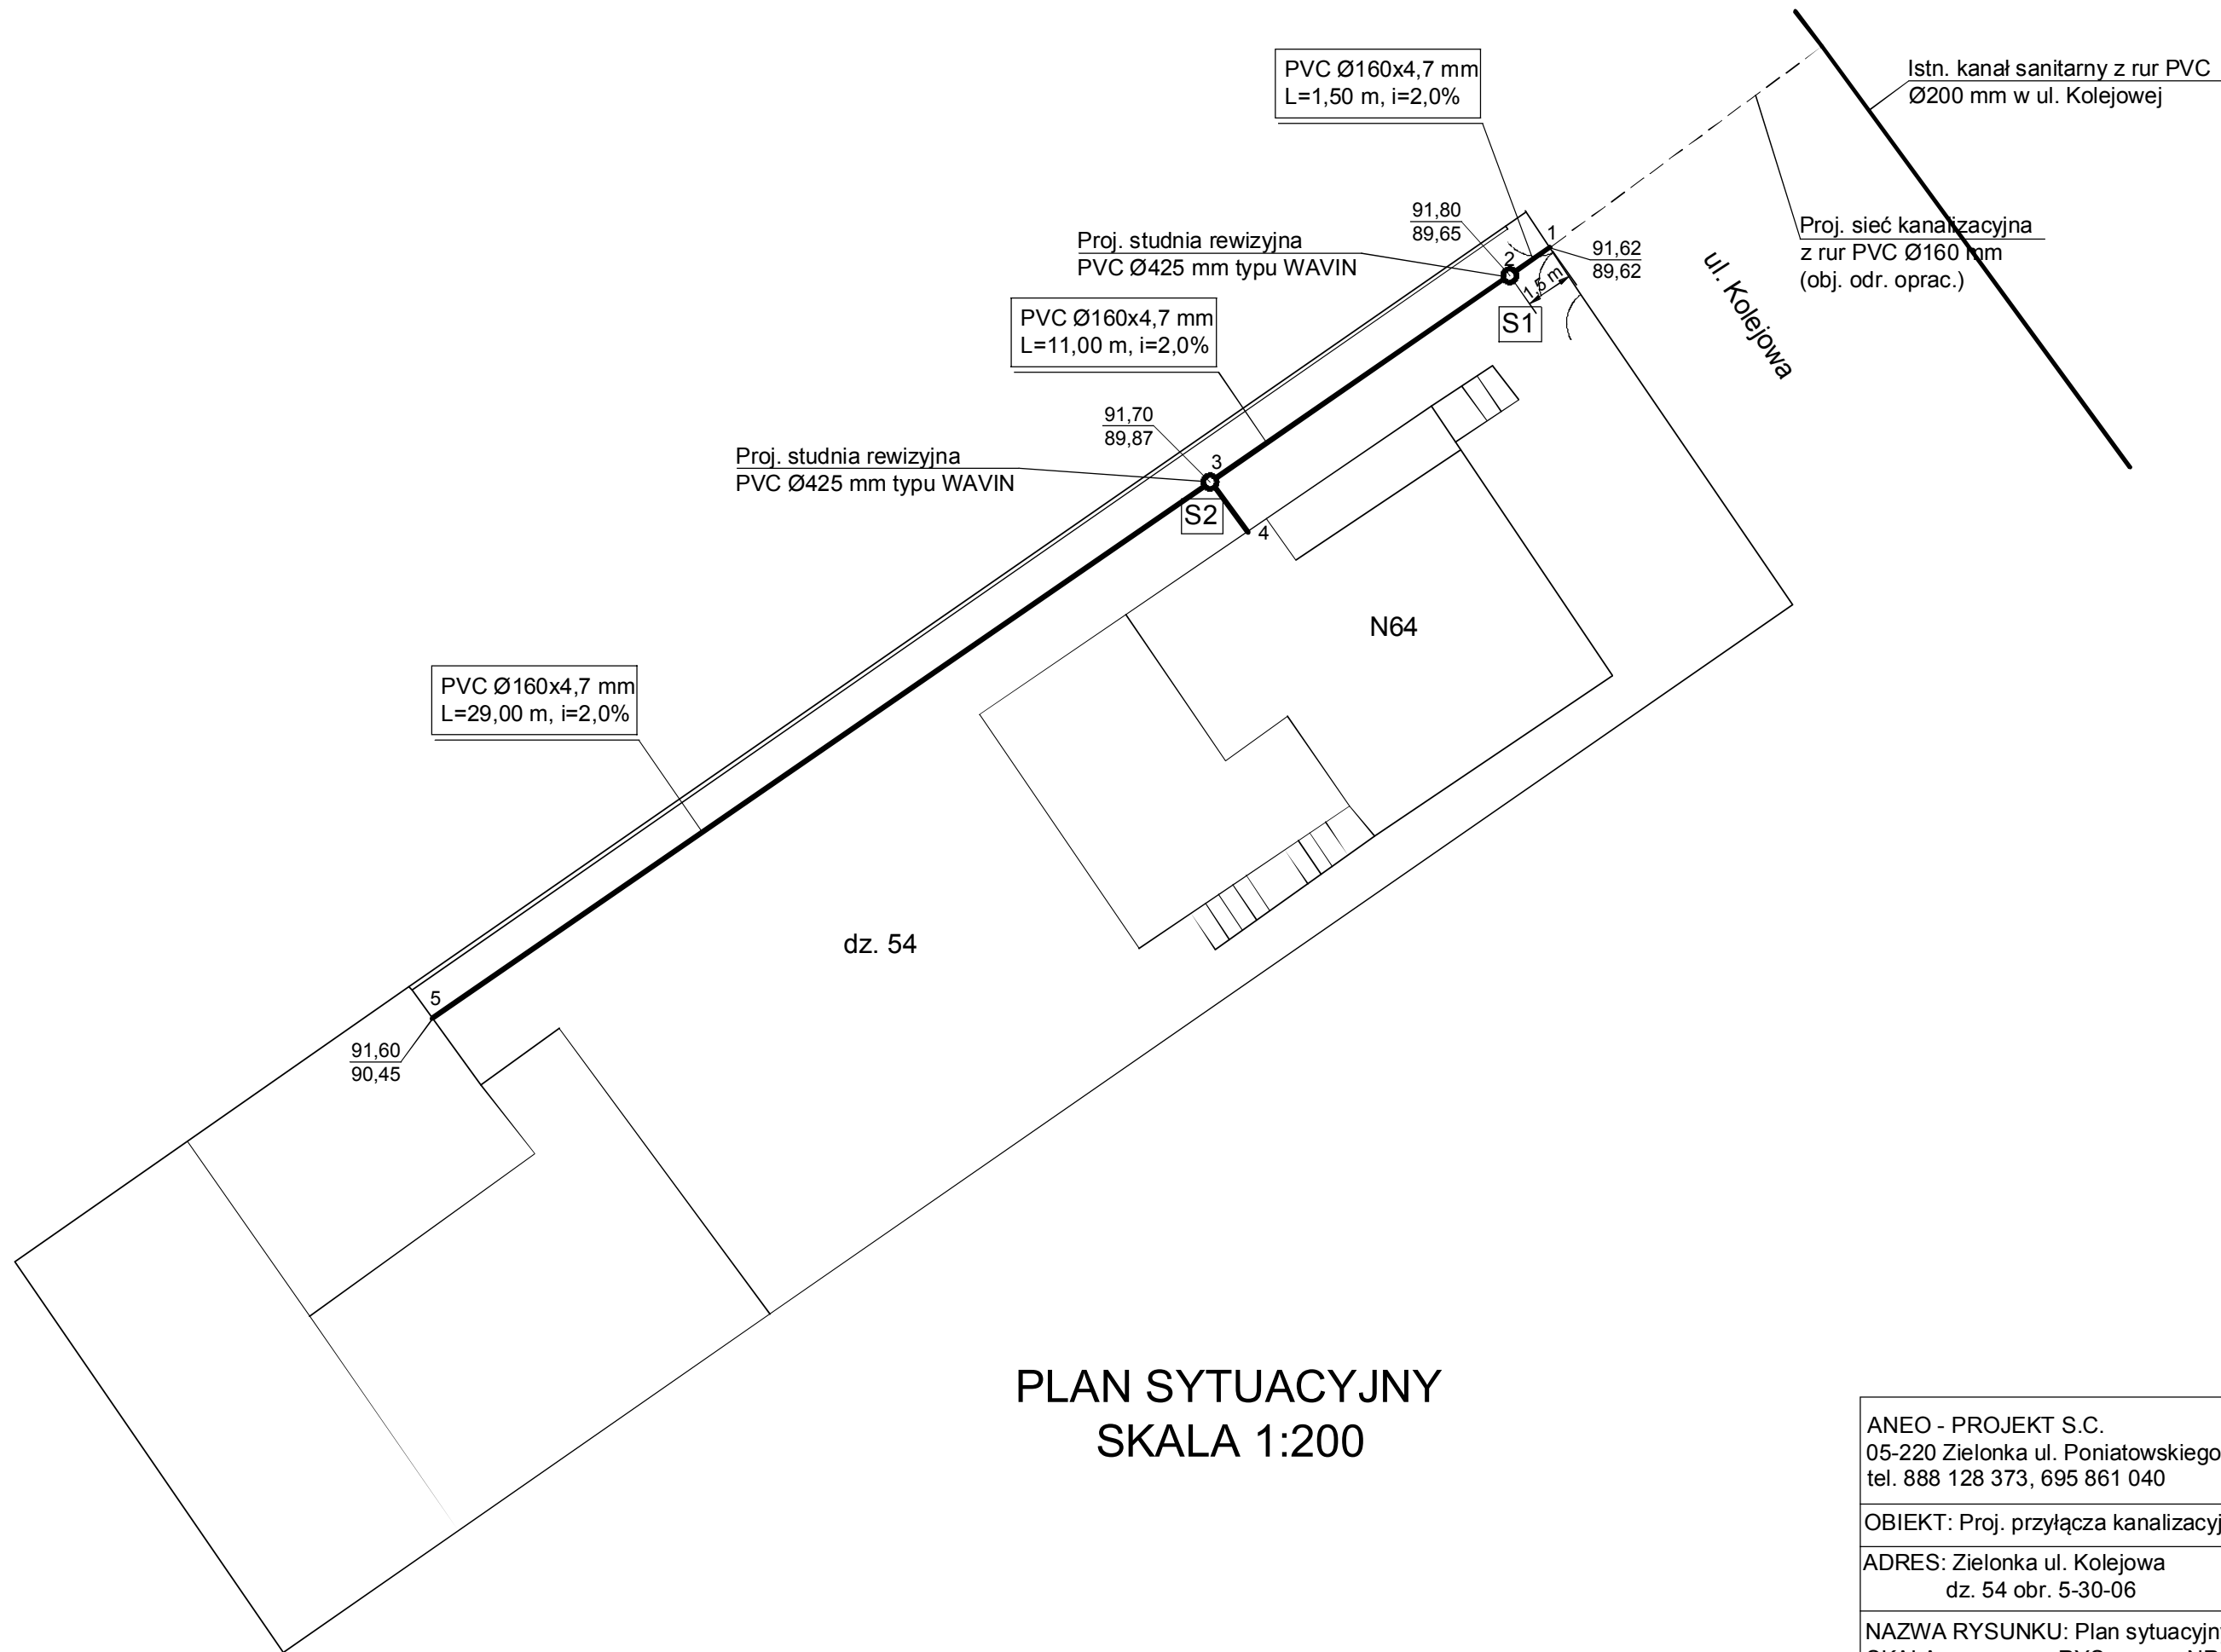 PVC Ø160x4,7 mm
L=1,50 m, i=2,0%
Istn. kanał sanitarny z rur PVC
Ø200 mm w ul. Kolejowej
91,80
89,65
Proj. studnia rewizyjna
PVC Ø425 mm typu WAVIN
1
2
91,62
89,62
1,5 m
S1
Proj. sieć kanalizacyjna
z rur PVC Ø160 mm
(obj. odr. oprac.)
ul. Kolejowa
PVC Ø160x4,7 mm
L=11,00 m, i=2,0%
91,70
89,87
Proj. studnia rewizyjna
PVC Ø425 mm typu WAVIN
3
S2
4
N64
PVC Ø160x4,7 mm
L=29,00 m, i=2,0%
dz. 54
5
91,60
90,45
PLAN SYTUACYJNY
SKALA 1:200
ANEO - PROJEKT S.C.
05-220 Zielonka ul. Poniatowskiego
tel. 888 128 373, 695 861 040
OBIEKT: Proj. przyłącza kanalizacyj
ADRES: Zielonka ul. Kolejowa
dz. 54 obr. 5-30-06
NAZWA RYSUNKU: Plan